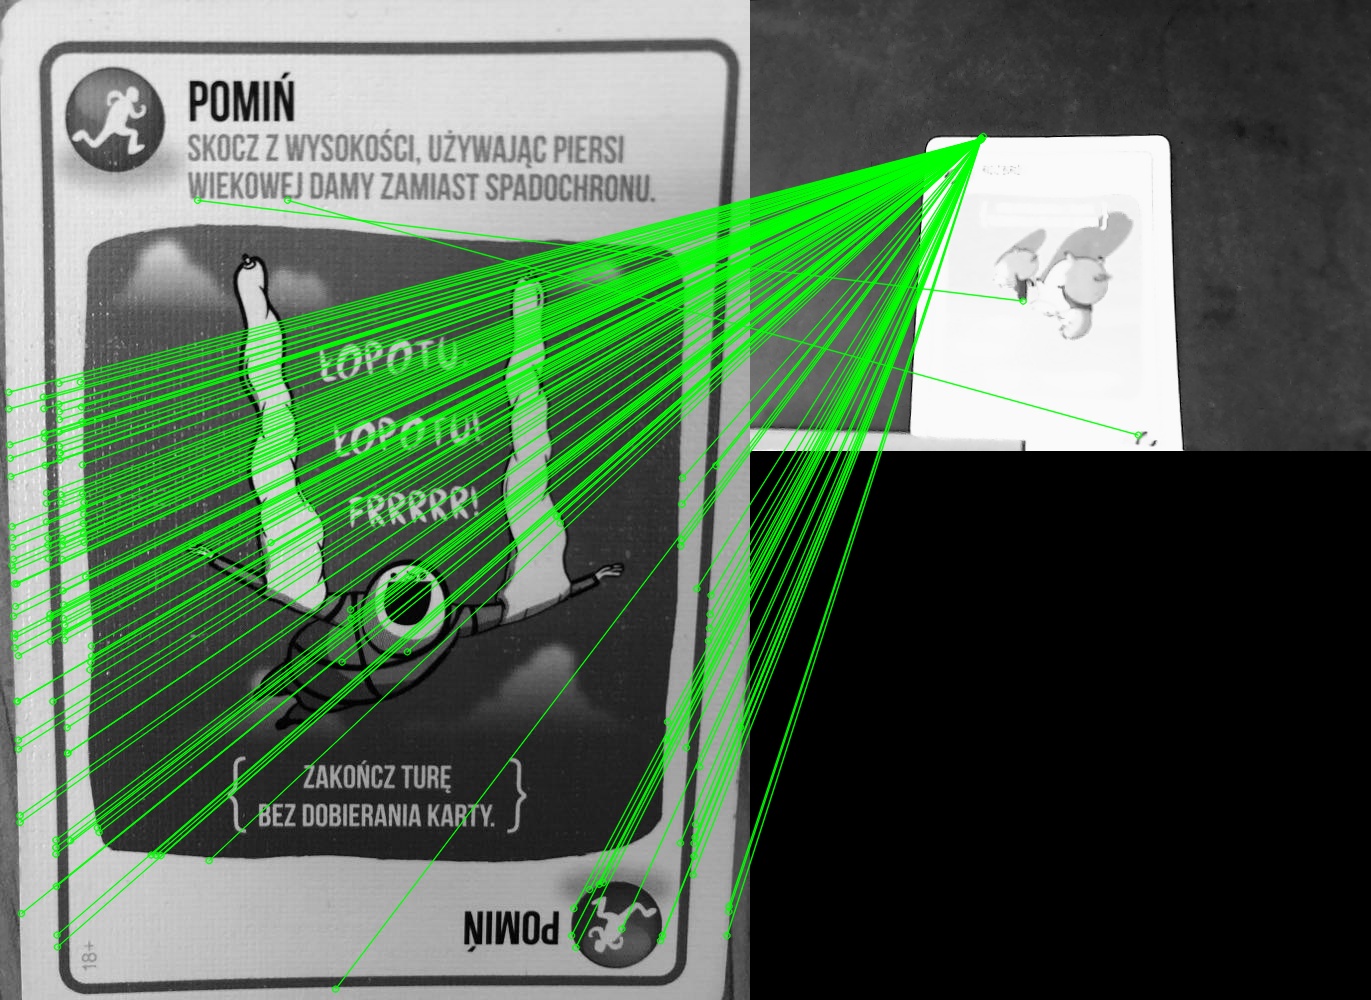 POMIŃ
SKOCZ Z WYSOKOŚCI, UŻYWAJĄC PIERSI
WIEKOWEJ DAMY ZAMIAST SPADOCHRONU.
ŁOPOTU.
ŁOPOTU!
FRRRRR!
{ ZAKOŃCZ TURĘ
BEZ DOBIERANIA KARTY. }
POMIŃ
18+